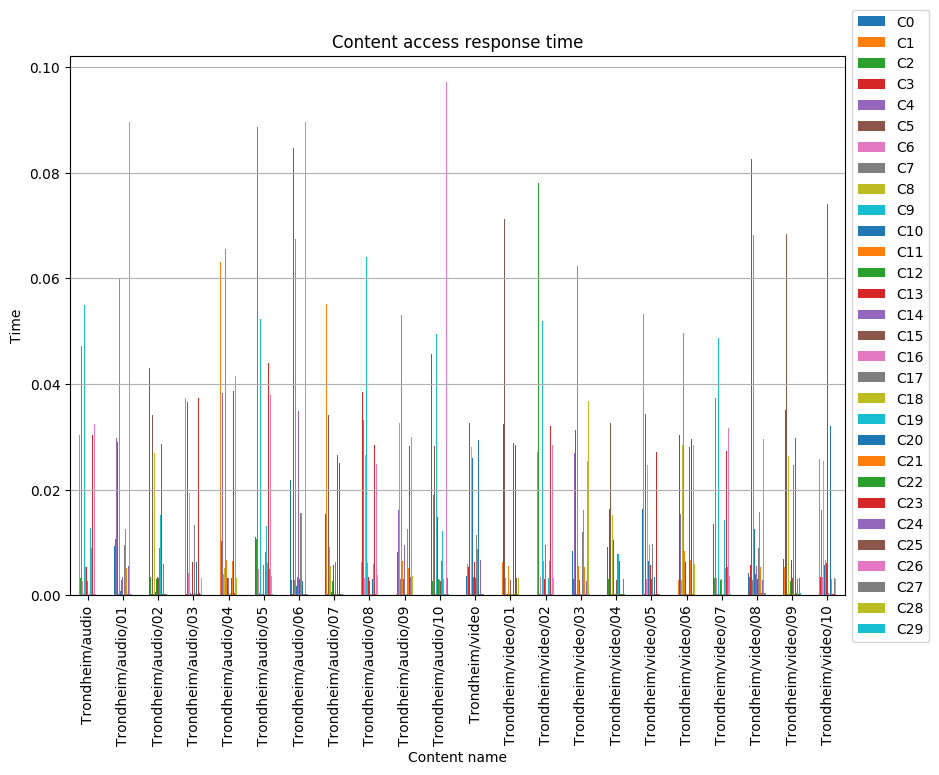 Content access response time
0.10
0.08
0.06
0.04
0.02
0.00
Time
Trondheim/audio
Trondheim/audio/01
Trondheim/audio/02
Trondheim/audio/03
Trondheim/audio/04
Trondheim/audio/05
Trondheim/audio/06
Trondheim/audio/07
Trondheim/audio/08
Trondheim/audio/09
Trondheim/audio/10
Trondheim/video
Trondheim/video/01
Trondheim/video/02
Trondheim/video/03
Trondheim/video/04
Trondheim/video/05
Trondheim/video/06
Trondheim/video/07
Trondheim/video/08
Trondheim/video/09
Trondheim/video/10
Content name
C0
C1
C2
C3
C4
C5
C6
C7
C8
C9
C10
C11
C12
C13
C14
C15
C16
C17
C18
C19
C20
C21
C22
C23
C24
C25
C26
C27
C28
C29